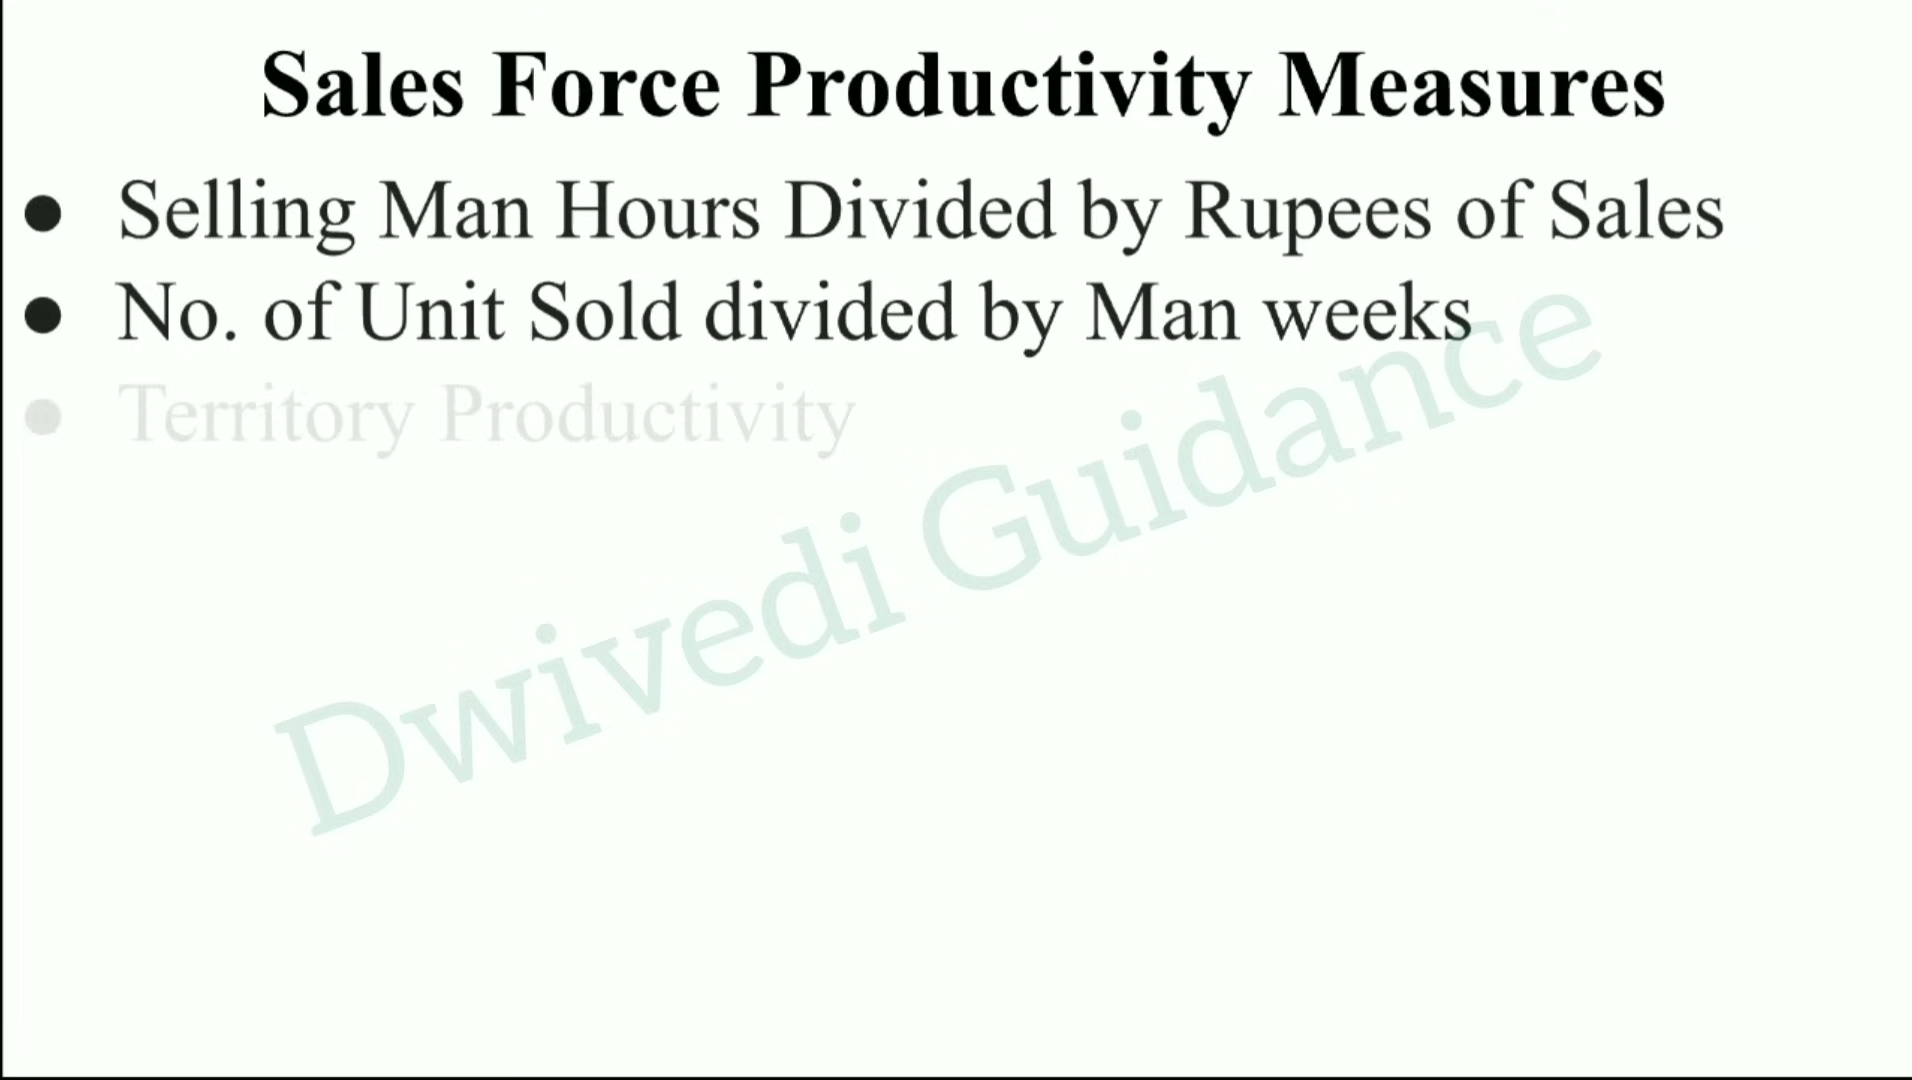 Sales Force Productivity Measures
● Selling Man Hours Divided by Rupees of Sales
● No. of Unit Sold divided by Man weeks
● Territory Productivity
Dwivedi Guidance